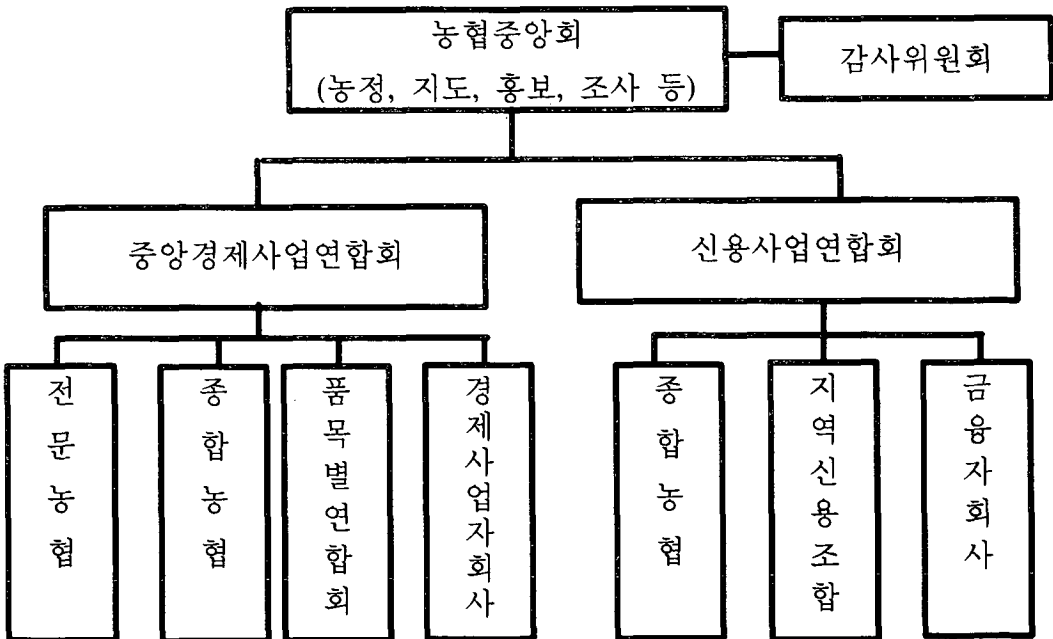 농협중앙회
(농정, 지도, 홍보, 조사 등)
감사위원회
중앙경제사업연합회
신용사업연합회
전문농협
종합농협
품목별연합회
경제사업자회사
종합농협
지역신용조합
금융자회사